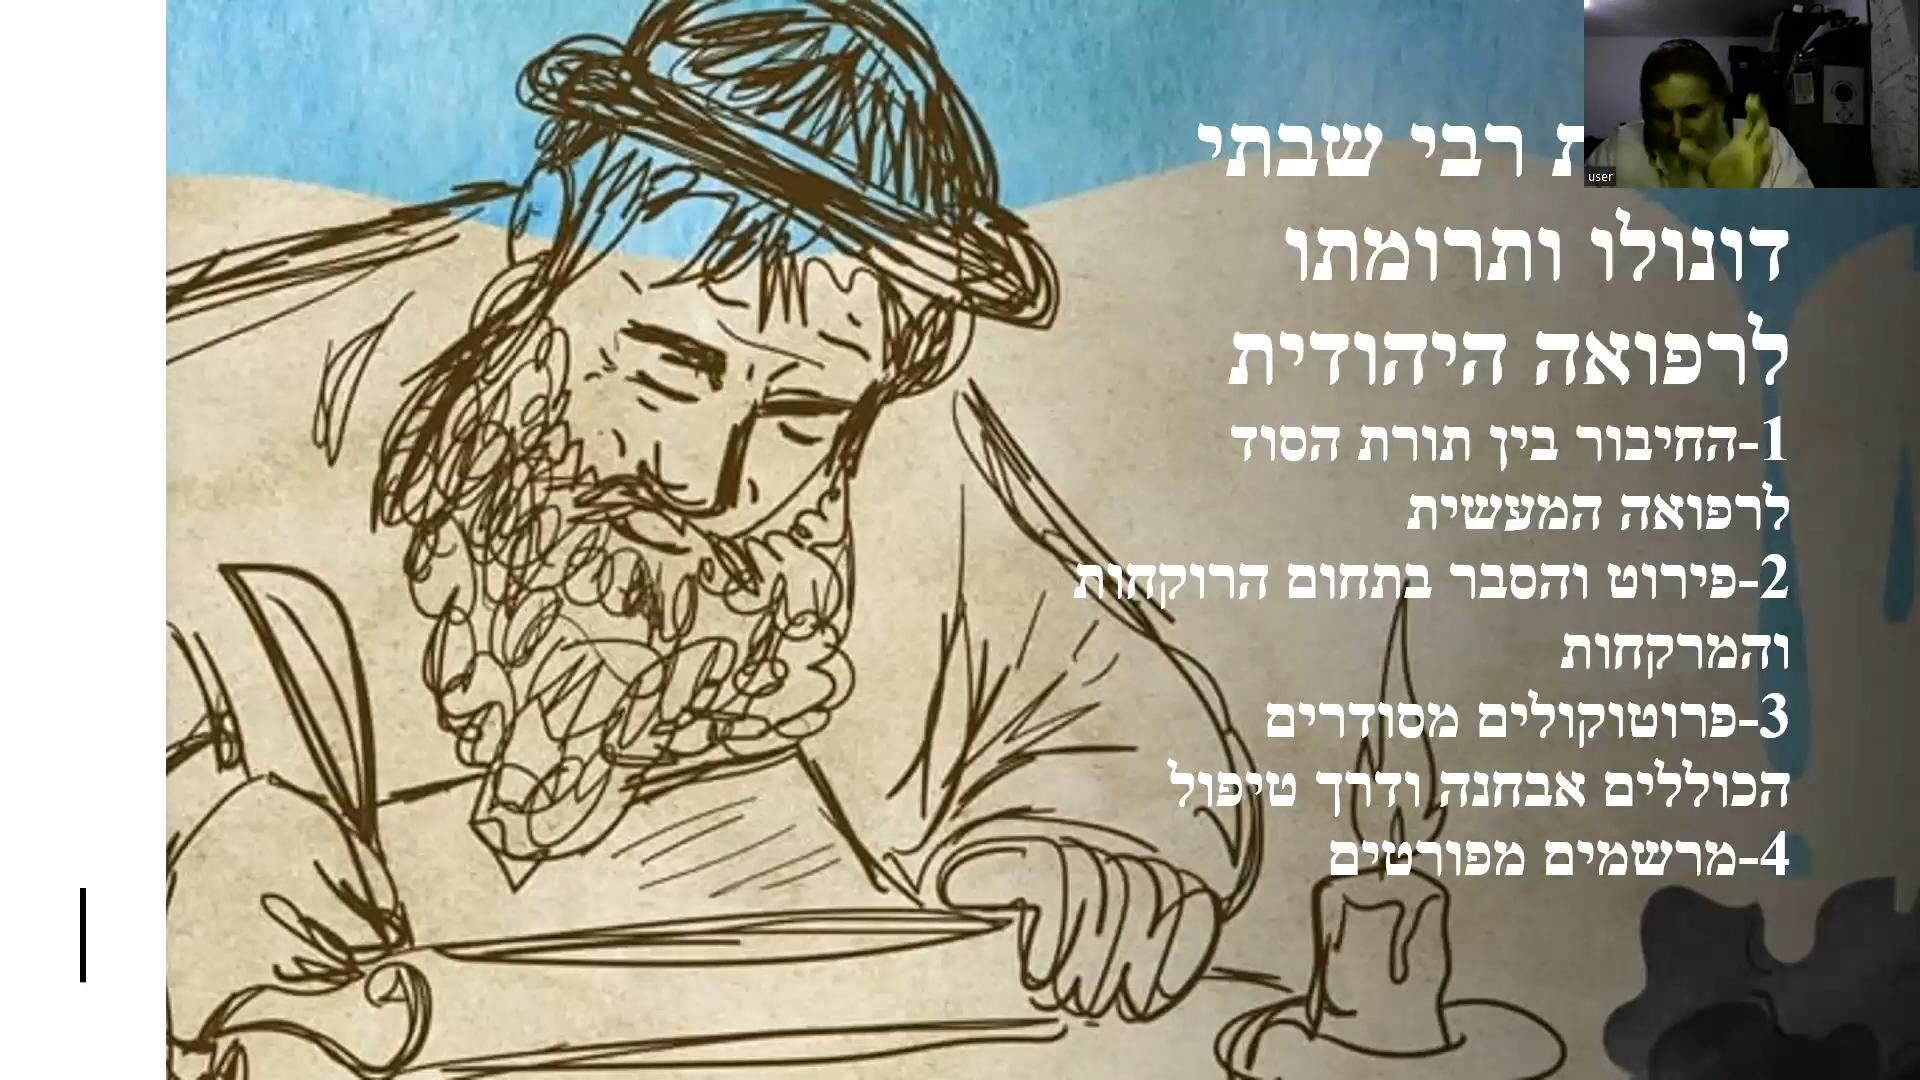 רבי שבתי
דונולו ותרומתו
לרפואה היהודית
1-החיבור בין תורת הסוד
לרפואה המעשית
2-פירוט והסבר בתחום הרוקחות
והמרקחות
3-פרוטוקולים מסודרים
הכוללים אבחנה ודרך טיפול
4-מרשמים מפורטים
user